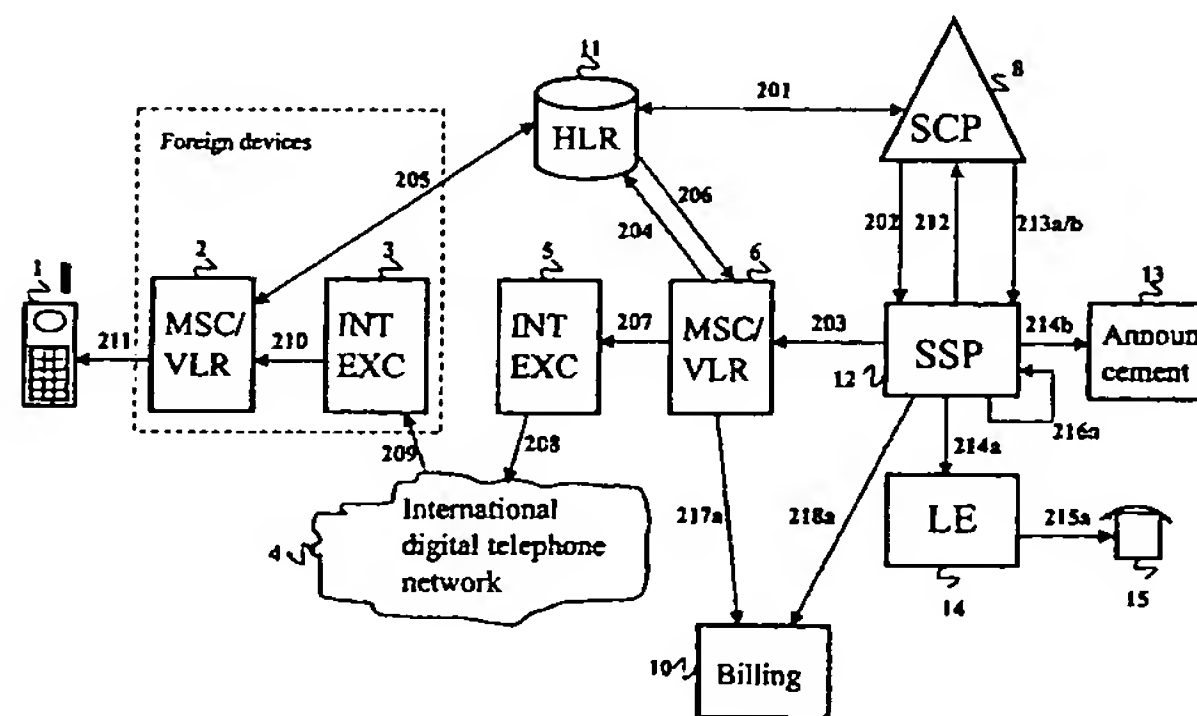 11
201
8
HLR
SCP
Foreign devices
205
206
204
202
212
213a/b
1
2
3
5
6
13
MSC/
VLR
INT
EXC
INT
EXC
MSC/
VLR
SSP
Announ
cement
211
210
207
203
214b
12
216a
209
208
214a
International
digital telephone
network
4
217a
218a
LE
215a
14
15
10
Billing